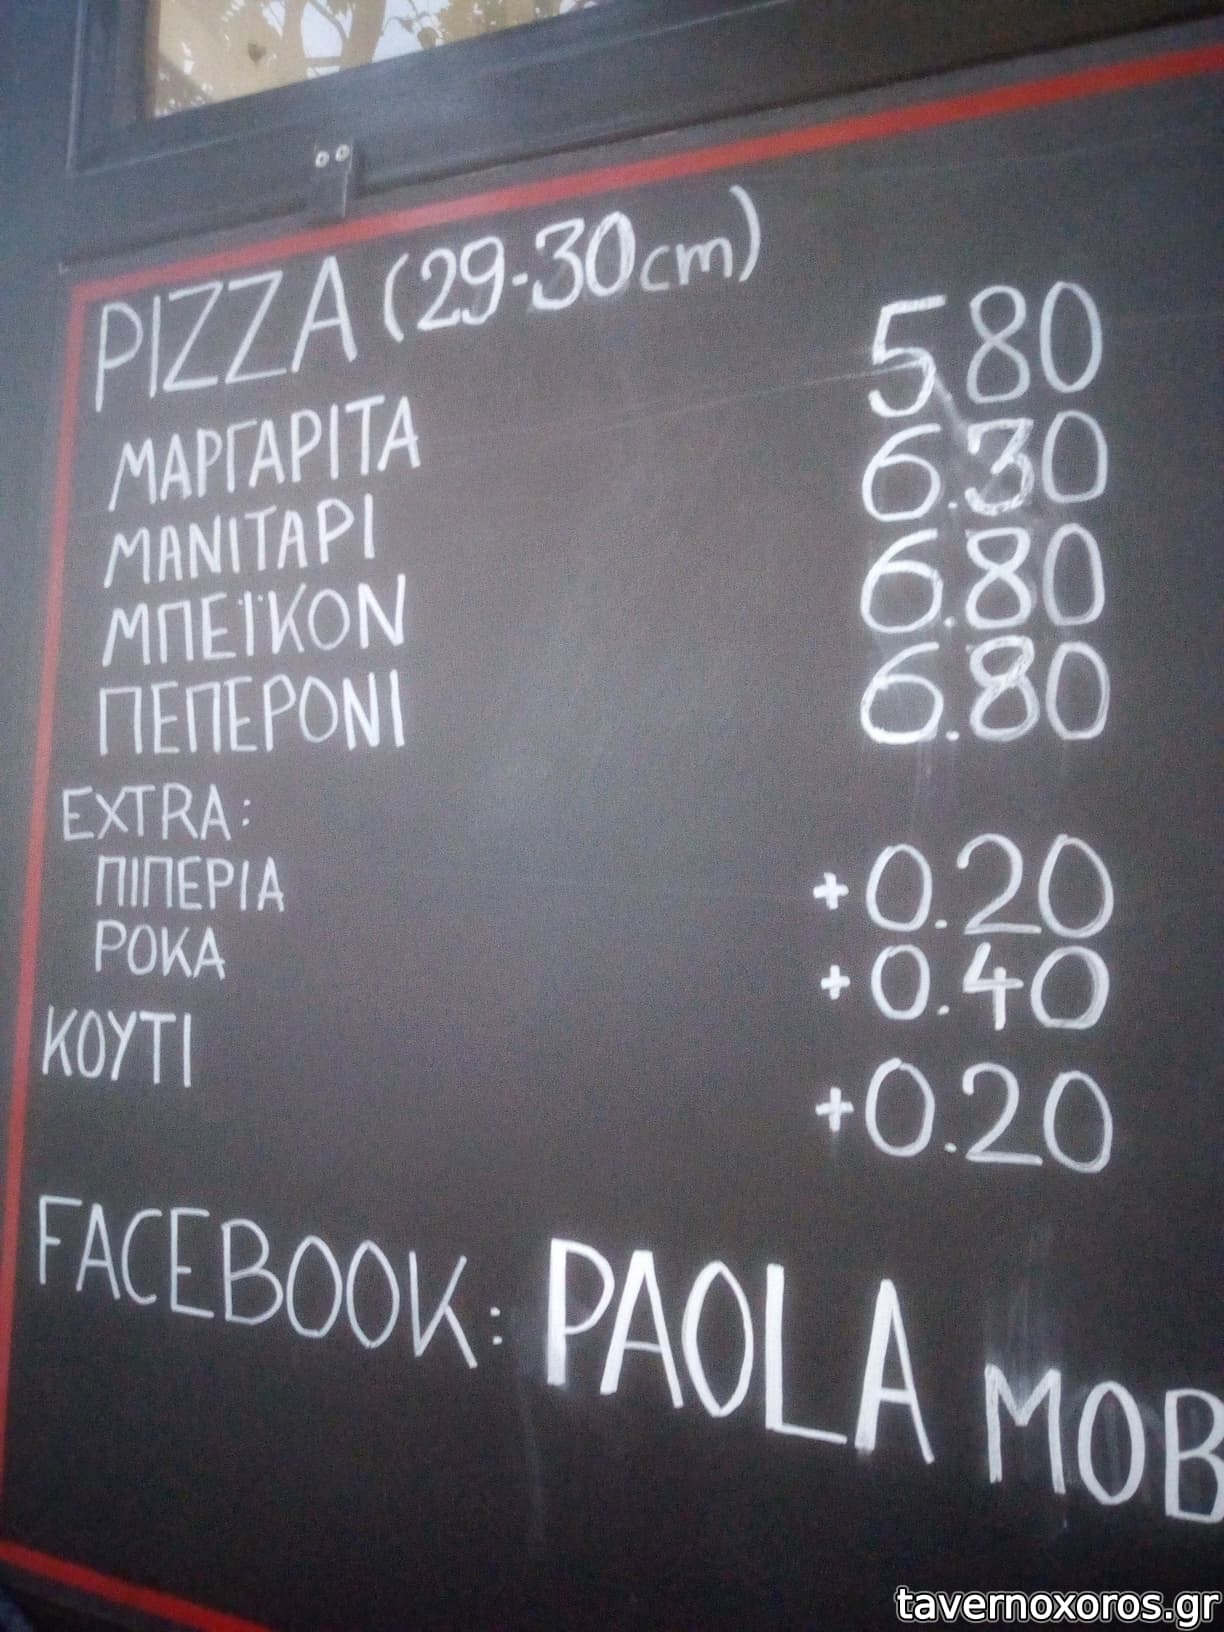 PIZZA (29-30cm)
ΜΑΡΓΑΡΙΤΑ 5.80
ΜΑΝΙΤΑΡΙ 6.30
ΜΠΕΪΚΟΝ 6.80
ΠΕΠΕΡΟΝΙ 6.80
EXTRA:
ΠΙΠΕΡΙΑ +0.20
ΡΟΚΑ +0.40
ΚΟΥΤΙ +0.20
FACEBOOK: PAOLA MOB
tavernoxoros.gr